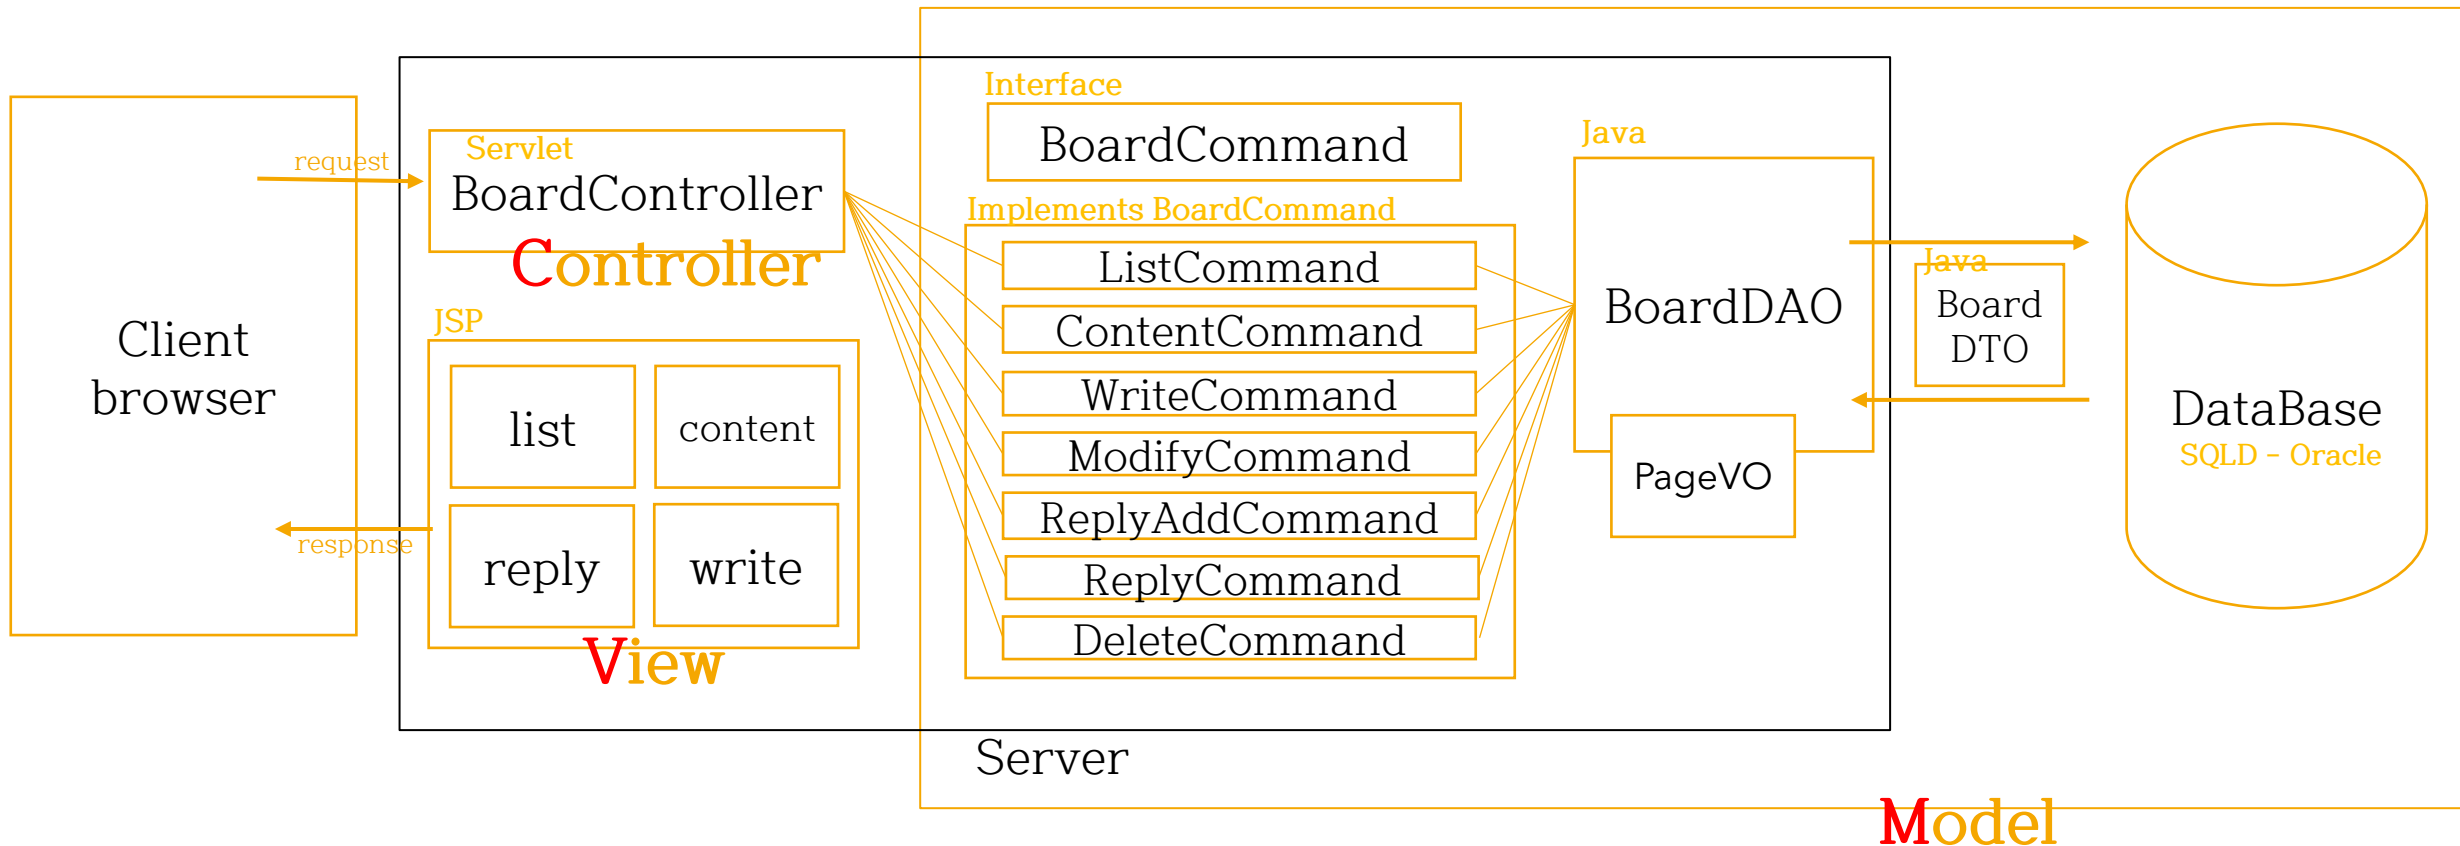 Client
browser
request
response
Servlet
BoardController
Controller
JSP
list
content
reply
write
View
Interface
BoardCommand
Implements BoardCommand
ListCommand
ContentCommand
WriteCommand
ModifyCommand
ReplyAddCommand
ReplyCommand
DeleteCommand
Java
BoardDAO
PageVO
Java
Board
DTO
DataBase
SQLD - Oracle
Server
Model